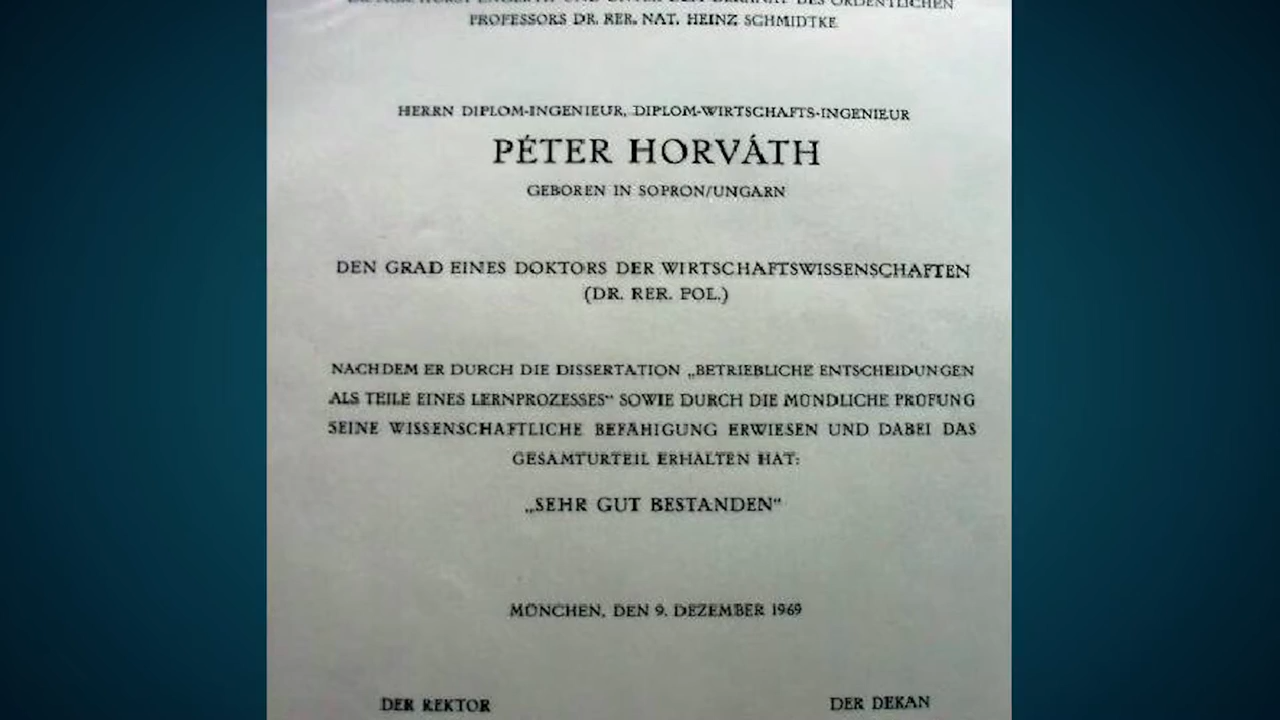 DES ORDENTLICHEN
PROFESSORS DR. RER. NAT. HEINZ SCHMIDTKE
HERRN DIPLOM-INGENIEUR, DIPLOM-WIRTSCHAFTS-INGENIEUR
PÉTER HORVÁTH
GEBOREN IN SOPRON/UNGARN
DEN GRAD EINES DOKTORS DER WIRTSCHAFTSWISSENSCHAFTEN
(DR. RER. POL.)
NACHDEM ER DURCH DIE DISSERTATION „BETRIEBLICHE ENTSCHEIDUNGEN
ALS TEILE EINES LERNPROZESSES“ SOWIE DURCH DIE MÜNDLICHE PRÜFUNG
SEINE WISSENSCHAFTLICHE BEFÄHIGUNG ERWIESEN UND DABEI DAS
GESAMTURTEIL ERHALTEN HAT:
„SEHR GUT BESTANDEN“
MÜNCHEN, DEN 9. DEZEMBER 1969
DER REKTOR
DER DEKAN